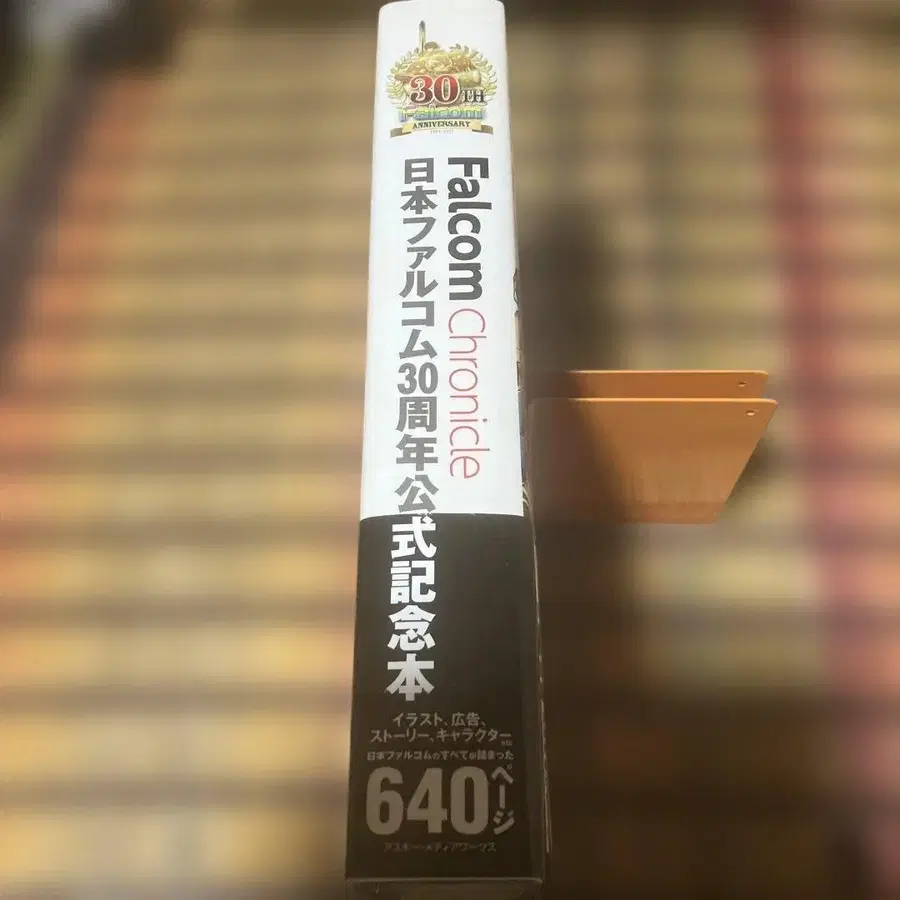 30TH
Falcom
ANNIVERSARY
Falcom Chronicle
日本ファルコム30周年公式記念本
イラスト、広告、
ストーリー、キャラクター etc
日本ファルコムのすべてが詰まった
640ページ
アスキー・メディアワークス